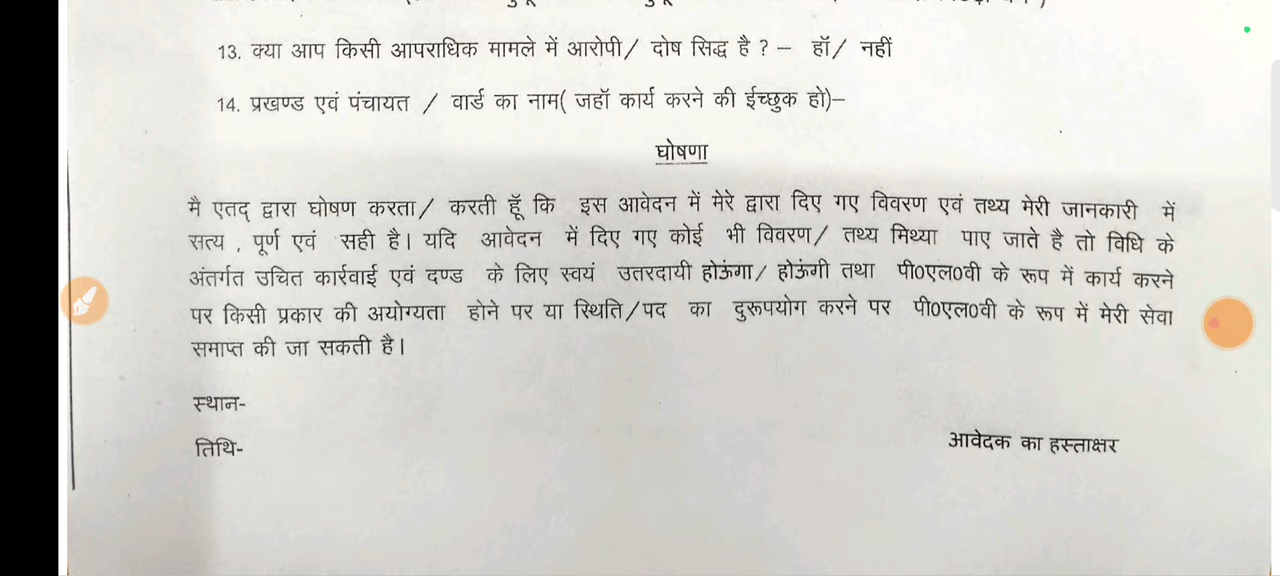 13. क्या आप किसी आपराधिक मामले में आरोपी/ दोष सिद्ध है ? – हॉ/ नहीं
14. प्रखण्ड एवं पंचायत / वार्ड का नाम( जहॉ कार्य करने की ईच्छुक हो)–
घोषणा
मै एतद् द्वारा घोषण करता/ करती हूँ कि इस आवेदन में मेरे द्वारा दिए गए विवरण एवं तथ्य मेरी जानकारी में
सत्य , पूर्ण एवं सही है। यदि आवेदन में दिए गए कोई भी विवरण/ तथ्य मिथ्या पाए जाते है तो विधि के
अंतर्गत उचित कार्रवाई एवं दण्ड के लिए स्वयं उतरदायी होऊंगा/ होऊंगी तथा पी0एल0वी के रूप में कार्य करने
पर किसी प्रकार की अयोग्यता होने पर या स्थिति/पद का दुरूपयोग करने पर पी0एल0वी के रूप में मेरी सेवा
समाप्त की जा सकती है।
स्थान-
तिथि-
आवेदक का हस्ताक्षर